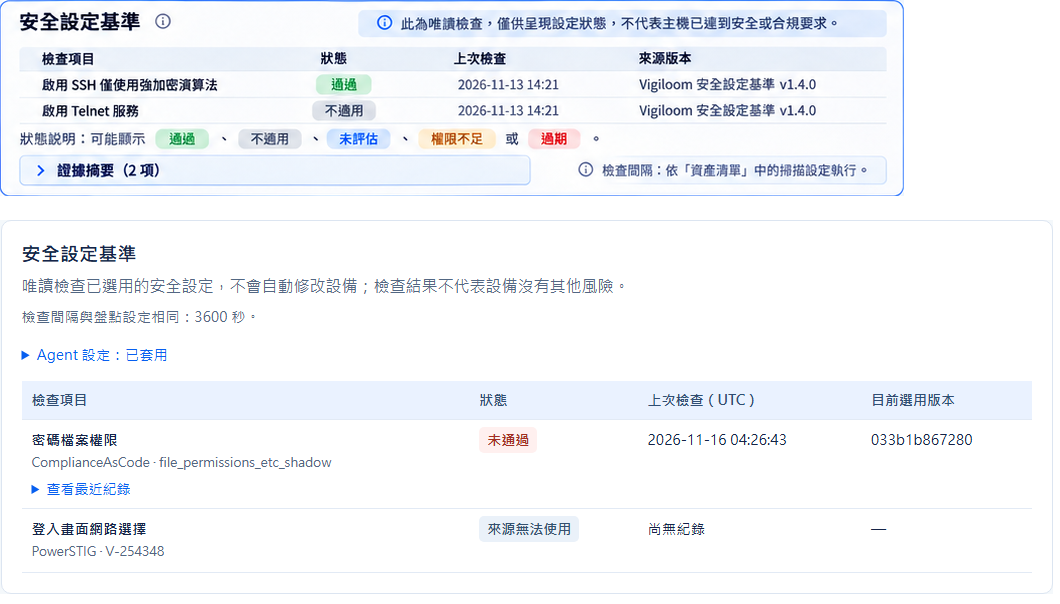 安全設定基準
此為唯讀檢查，僅供呈現設定狀態，不代表主機已達到安全或合規要求。
檢查項目 狀態 上次檢查 來源版本
啟用 SSH 僅使用強加密演算法 通過 2026-11-13 14:21 Vigiloom 安全設定基準 v1.4.0
啟用 Telnet 服務 不適用 2026-11-13 14:21 Vigiloom 安全設定基準 v1.4.0
狀態說明：可能顯示 通過 、 不適用 、 未評估 、 權限不足 或 過期 。
證據摘要（2 項）
檢查間隔：依「資產清單」中的掃描設定執行。
安全設定基準
唯讀檢查已選用的安全設定，不會自動修改設備；檢查結果不代表設備沒有其他風險。
檢查間隔與盤點設定相同：3600 秒。
Agent 設定：已套用
檢查項目 狀態 上次檢查（UTC） 目前選用版本
密碼檔案權限 未通過 2026-11-16 04:26:43 033b1b867280
ComplianceAsCode · file_permissions_etc_shadow
查看最近紀錄
登入畫面網路選擇 來源無法使用 尚無紀錄 —
PowerSTIG · V-254348